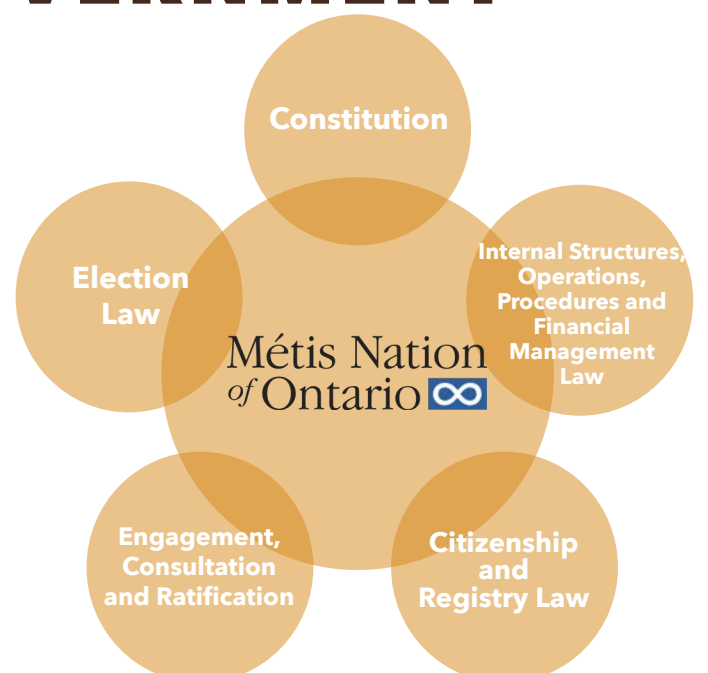 Constitution
Election
Law
Internal Structures,
Operations,
Procedures and
Financial
Management
Law
Métis Nation
of Ontario
Engagement,
Consultation
and Ratification
Citizenship
and
Registry Law